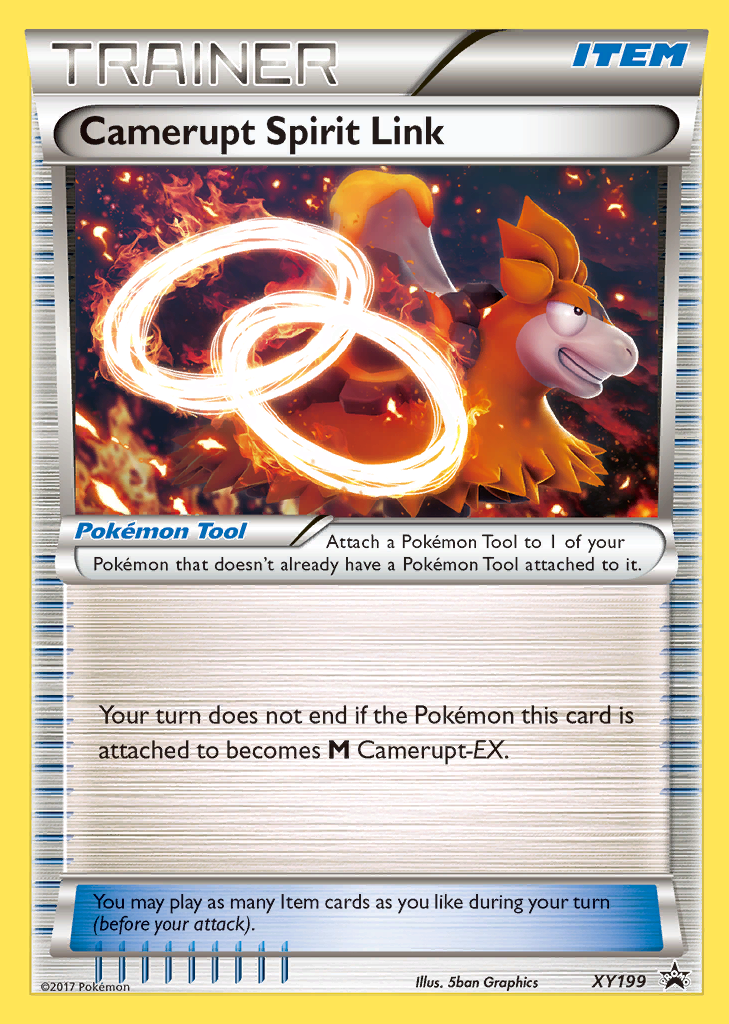 TRAINER
ITEM
Camerupt Spirit Link
Pokémon Tool
Attach a Pokémon Tool to 1 of your
Pokémon that doesn't already have a Pokémon Tool attached to it.
Your turn does not end if the Pokémon this card is
attached to becomes M Camerupt-EX.
You may play as many Item cards as you like during your turn
(before your attack).
©2017 Pokémon
Illus. 5ban Graphics
XY199
PROMO